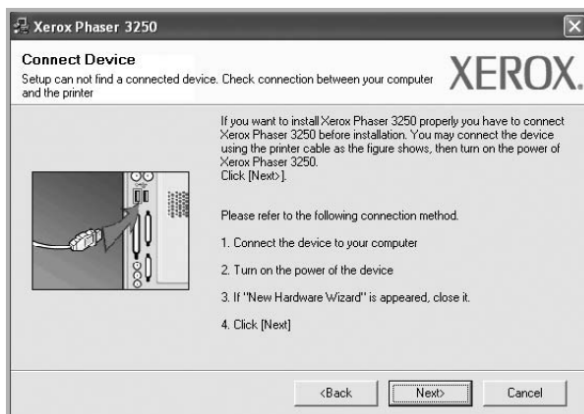 Xerox Phaser 3250
Connect Device
Setup can not find a connected device. Check connection between your computer
and the printer
XEROX.
If you want to install Xerox Phaser 3250 properly you have to connect
Xerox Phaser 3250 before installation. You may connect the device
using the printer cable as the figure shows, then turn on the power of
Xerox Phaser 3250.
Click [Next>].
Please refer to the following connection method.
1. Connect the device to your computer
2. Turn on the power of the device
3. If "New Hardware Wizard" is appeared, close it.
4. Click [Next]
<Back
Next>
Cancel